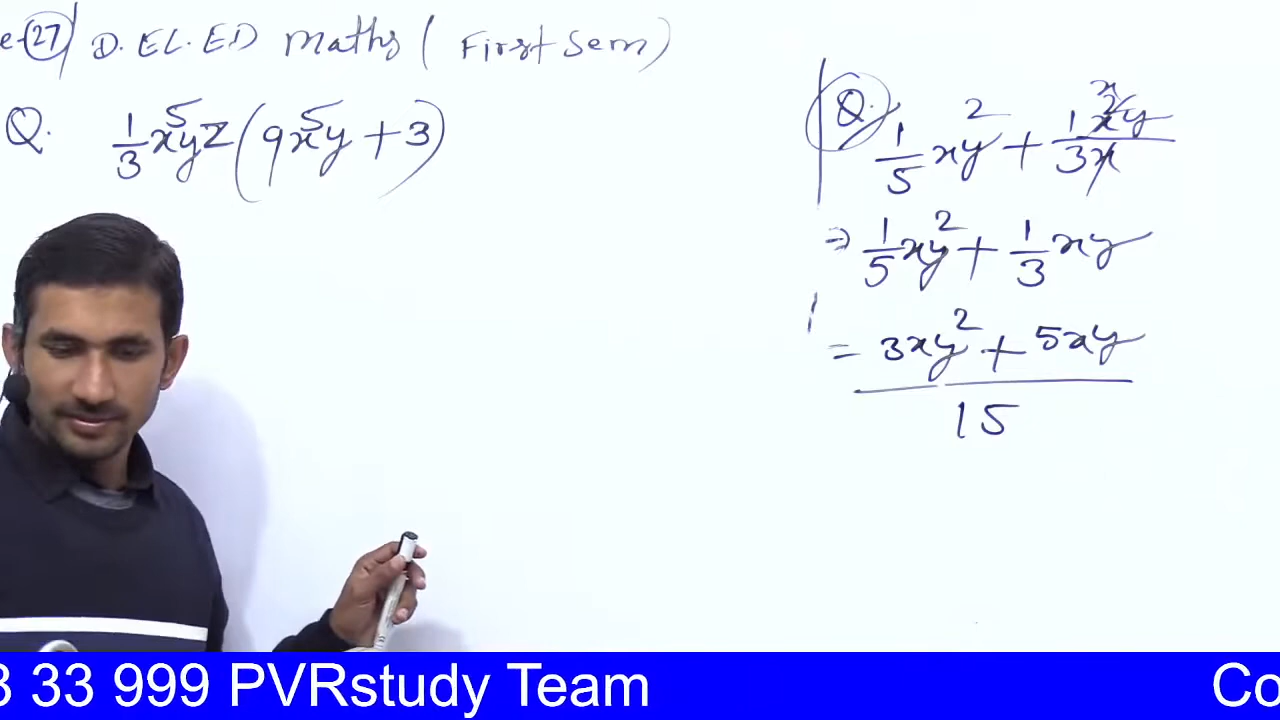 e-27 D.EL.ED Maths ( First Sem)
Q. 1/3 x⁵yz(9x⁵y + 3)
Q. 1/5 xy² + 1x²y/3x
x
⇒ 1/5 xy² + 1/3 xy
= 3xy² + 5xy
15
3 33 999 PVRstudy Team
Co